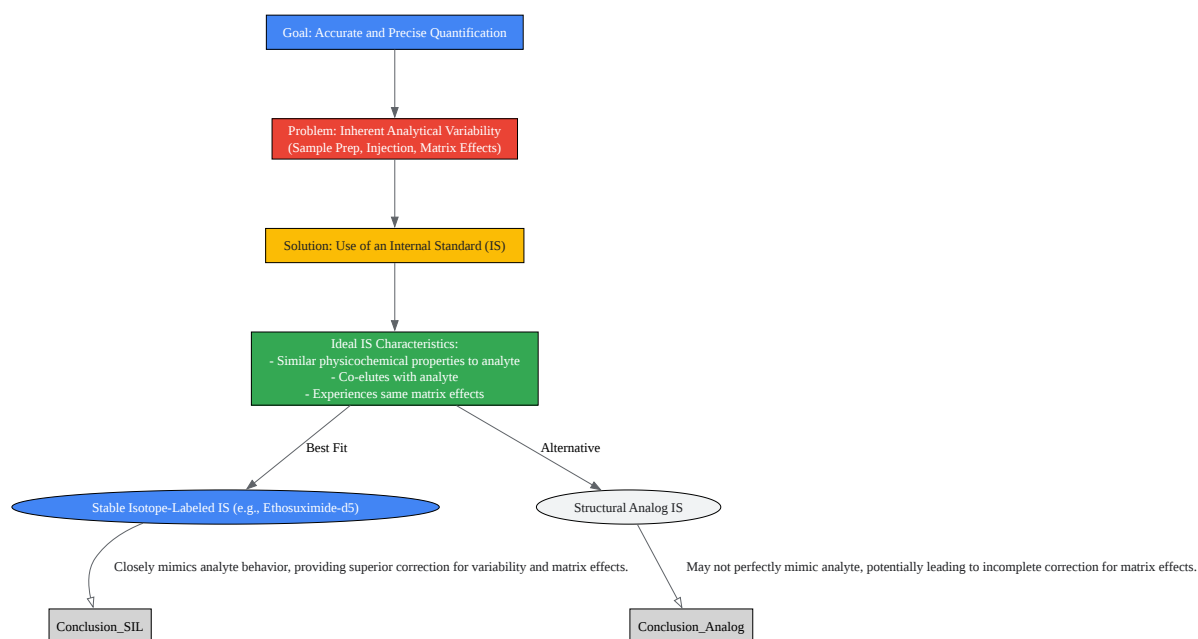 Goal: Accurate and Precise Quantification
Problem: Inherent Analytical Variability
(Sample Prep, Injection, Matrix Effects)
Solution: Use of an Internal Standard (IS)
Ideal IS Characteristics:
- Similar physicochemical properties to analyte
- Co-elutes with analyte
- Experiences same matrix effects
Best Fit
Alternative
Stable Isotope-Labeled IS (e.g., Ethosuximide-d5)
Structural Analog IS
Closely mimics analyte behavior, providing superior correction for variability and matrix effects.
May not perfectly mimic analyte, potentially leading to incomplete correction for matrix effects.
Conclusion_SIL
Conclusion_Analog